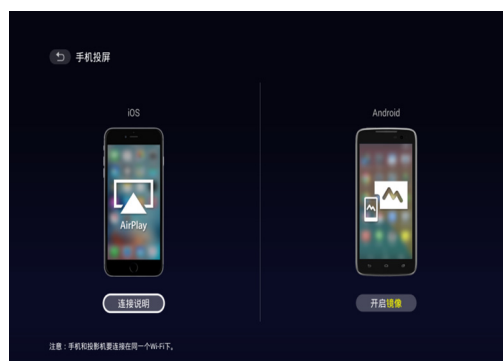 手机投屏
iOS
Android
AirPlay
连接说明
开启镜像
注意：手机和投影机要连接在同一个Wi-Fi下。